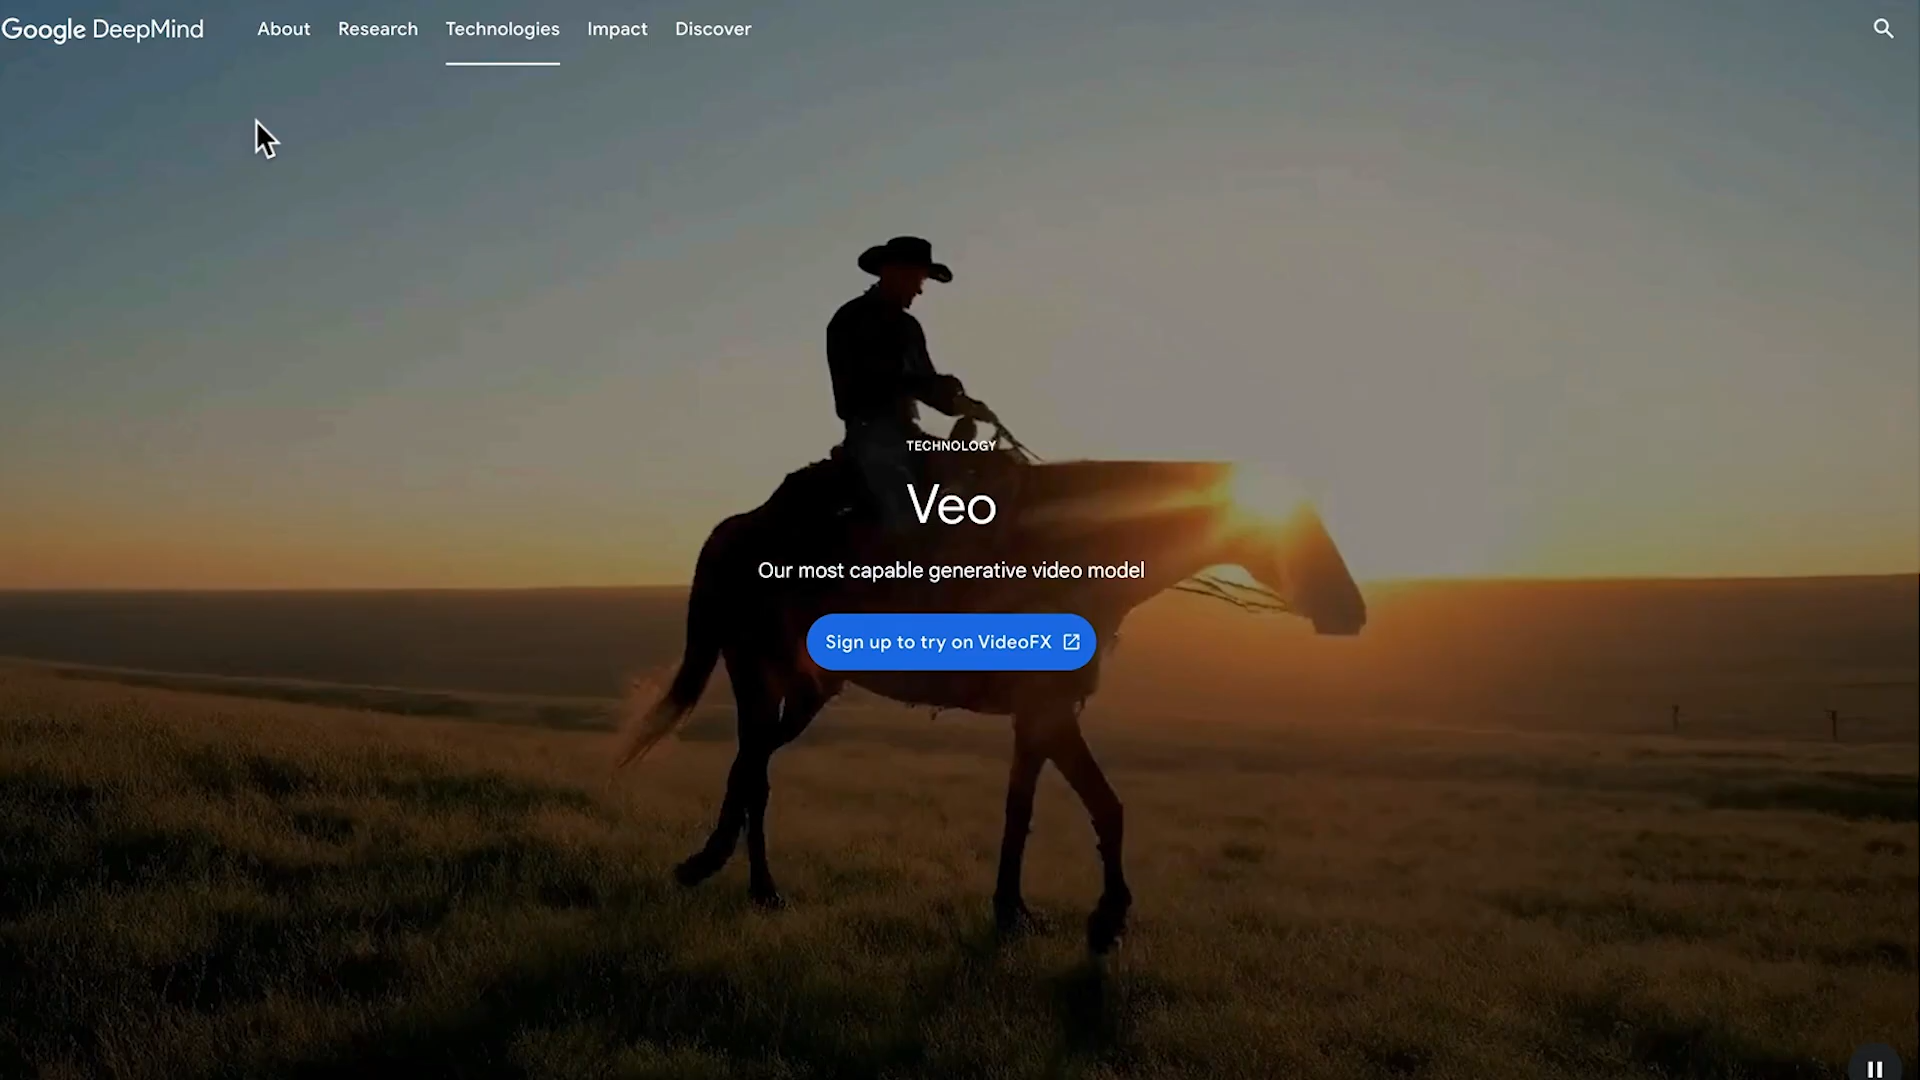 Google DeepMind About Research Technologies Impact Discover
TECHNOLOGY
Veo
Our most capable generative video model
Sign up to try on VideoFX